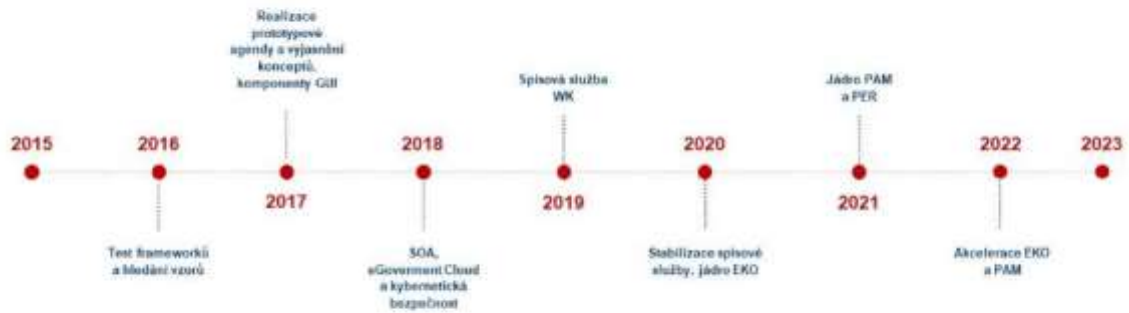 Realizace
prototypové
agendy a vyjasnění
konceptů,
komponenty GUI
Spisová služba
WK
Jádro PAM
a PER
2015
2016
2018
2020
2022
2023
2017
2019
2021
Test frameworků
a hledání vzorů
SOA,
eGoverment Cloud
a kybernetická
bezpečnost
Stabilizace spisové
služby, jádro EKO
Akcelerace EKO
a PAM